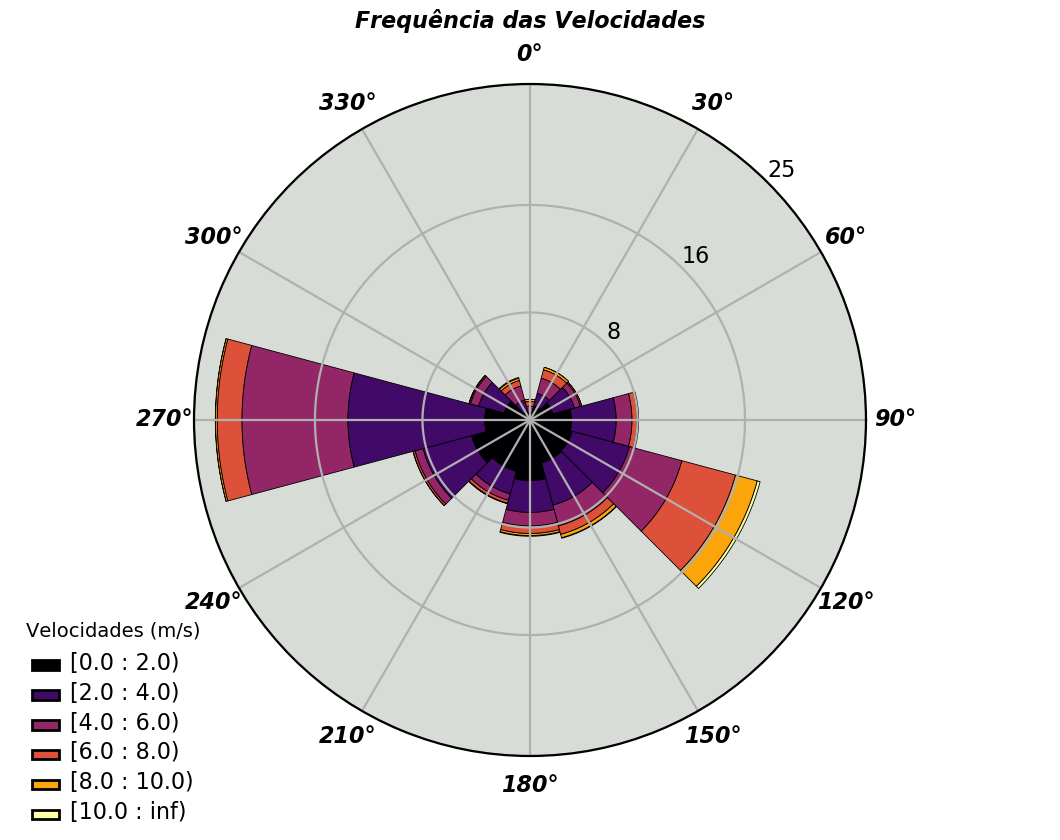 Frequência das Velocidades
0°
330°
30°
25
300°
60°
16
8
270°
90°
240°
120°
Velocidades (m/s)
[0.0 : 2.0)
[2.0 : 4.0)
[4.0 : 6.0)
210°
150°
[6.0 : 8.0)
180°
[8.0 : 10.0)
[10.0 : inf)